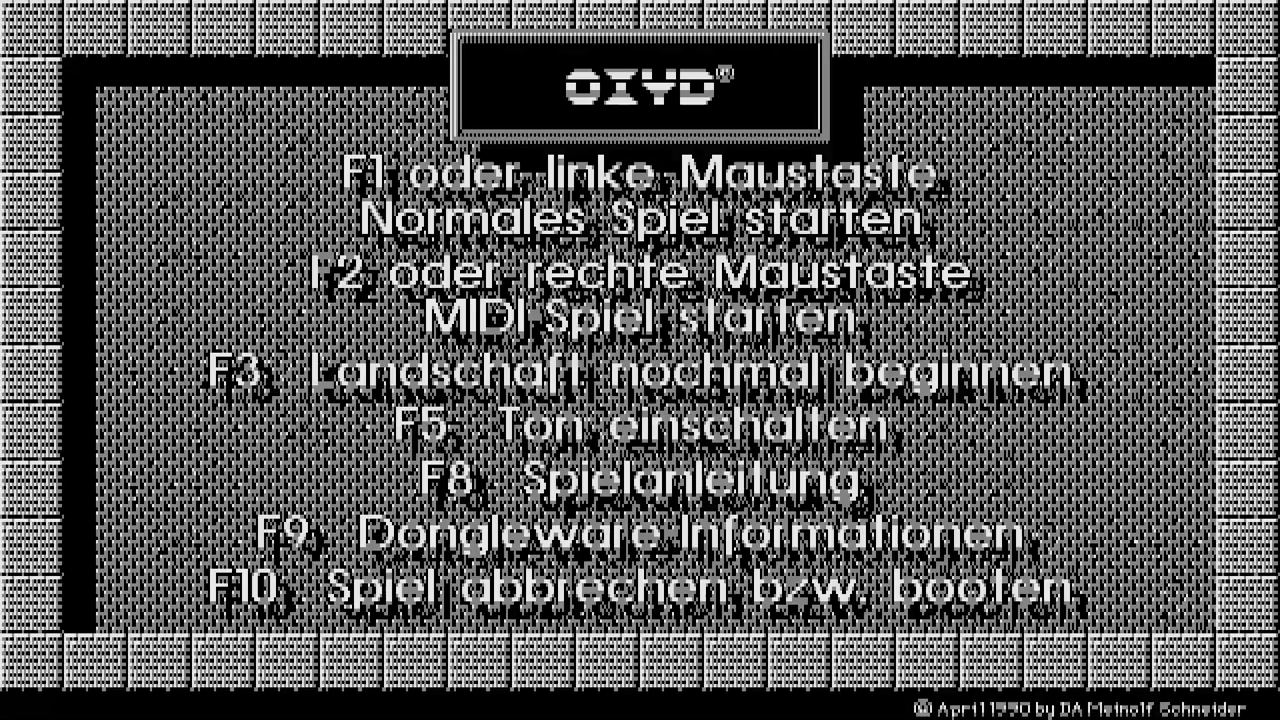 OXYD®
F1 oder linke Maustaste
Normales Spiel starten
F2 oder rechte Maustaste
MIDI-Spiel starten
F3: Landschaft nochmal beginnen
F5: Ton einschalten
F8: Spielanleitung
F9: Dongleware Informationen
F10: Spiel abbrechen bzw. booten
© April 1990 by DA Meinolf Schneider